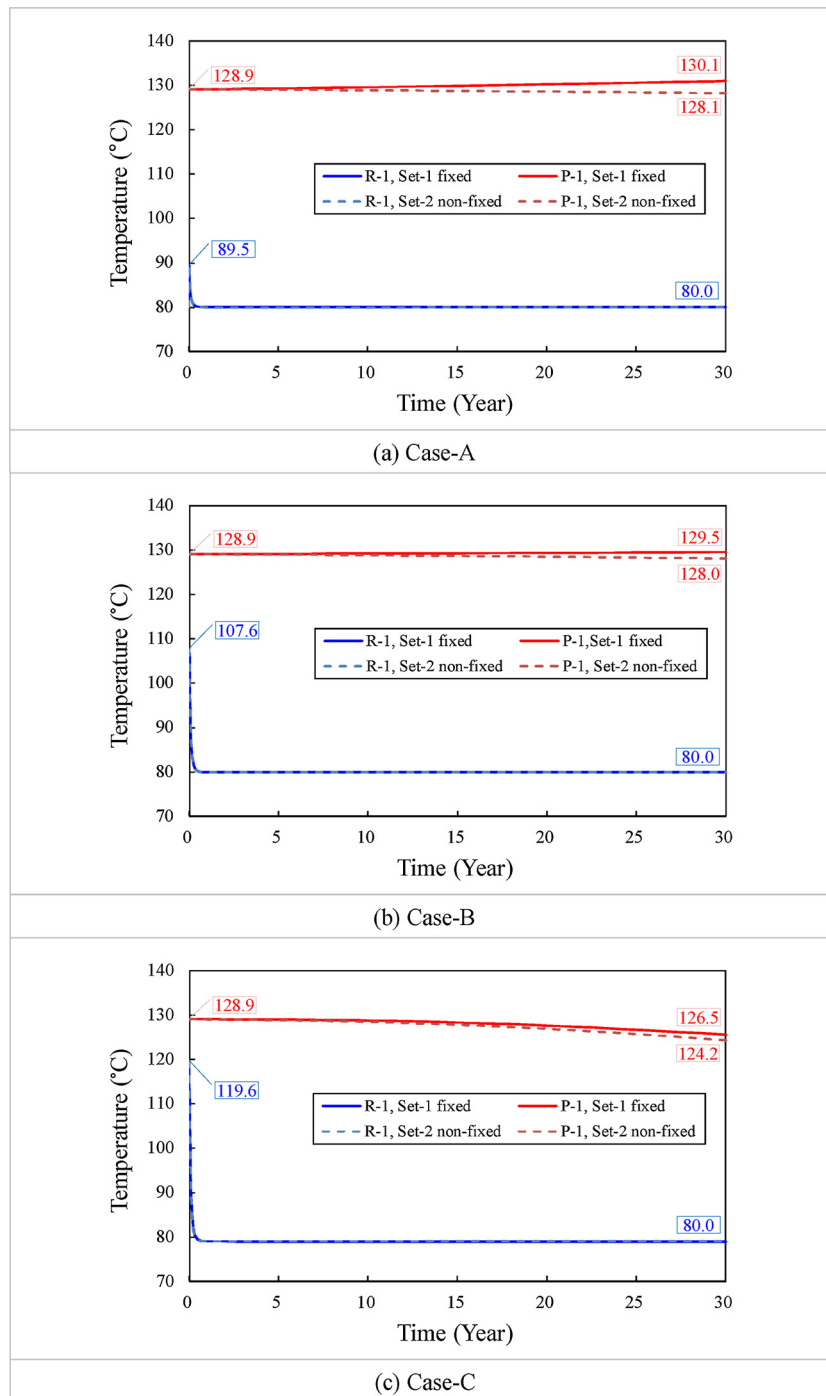 140
130
120
110
100
90
80
70
Temperature (°C)
128.9
130.1
128.1
R-1, Set-1 fixed
P-1, Set-1 fixed
R-1, Set-2 non-fixed
P-1, Set-2 non-fixed
89.5
80.0
0 5 10 15 20 25 30
Time (Year)
(a) Case-A
140
130
120
110
100
90
80
70
Temperature (°C)
128.9
129.5
128.0
107.6
R-1, Set-1 fixed
P-1,Set-1 fixed
R-1, Set-2 non-fixed
P-1, Set-2 non-fixed
80.0
0 5 10 15 20 25 30
Time (Year)
(b) Case-B
140
130
120
110
100
90
80
70
Temperature (°C)
128.9
126.5
124.2
119.6
R-1, Set-1 fixed
P-1, Set-1 fixed
R-1, Set-2 non-fixed
P-1, Set-2 non-fixed
80.0
0 5 10 15 20 25 30
Time (Year)
(c) Case-C